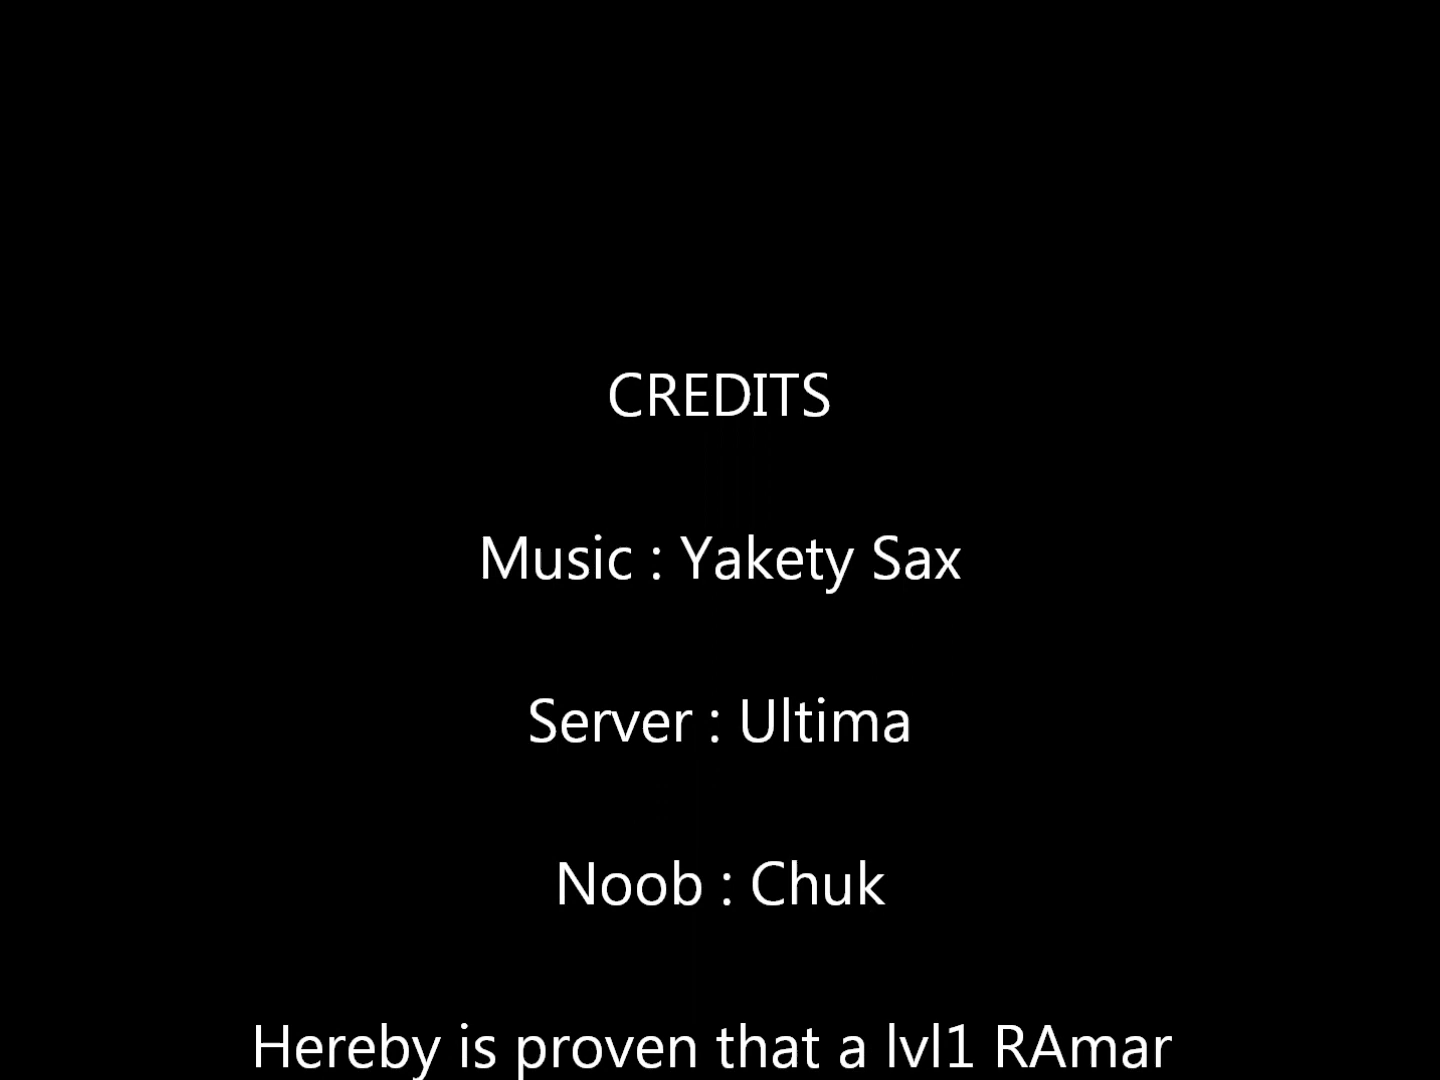 CREDITS
Music : Yakety Sax
Server : Ultima
Noob : Chuk
Hereby is proven that a lvl1 RAmar